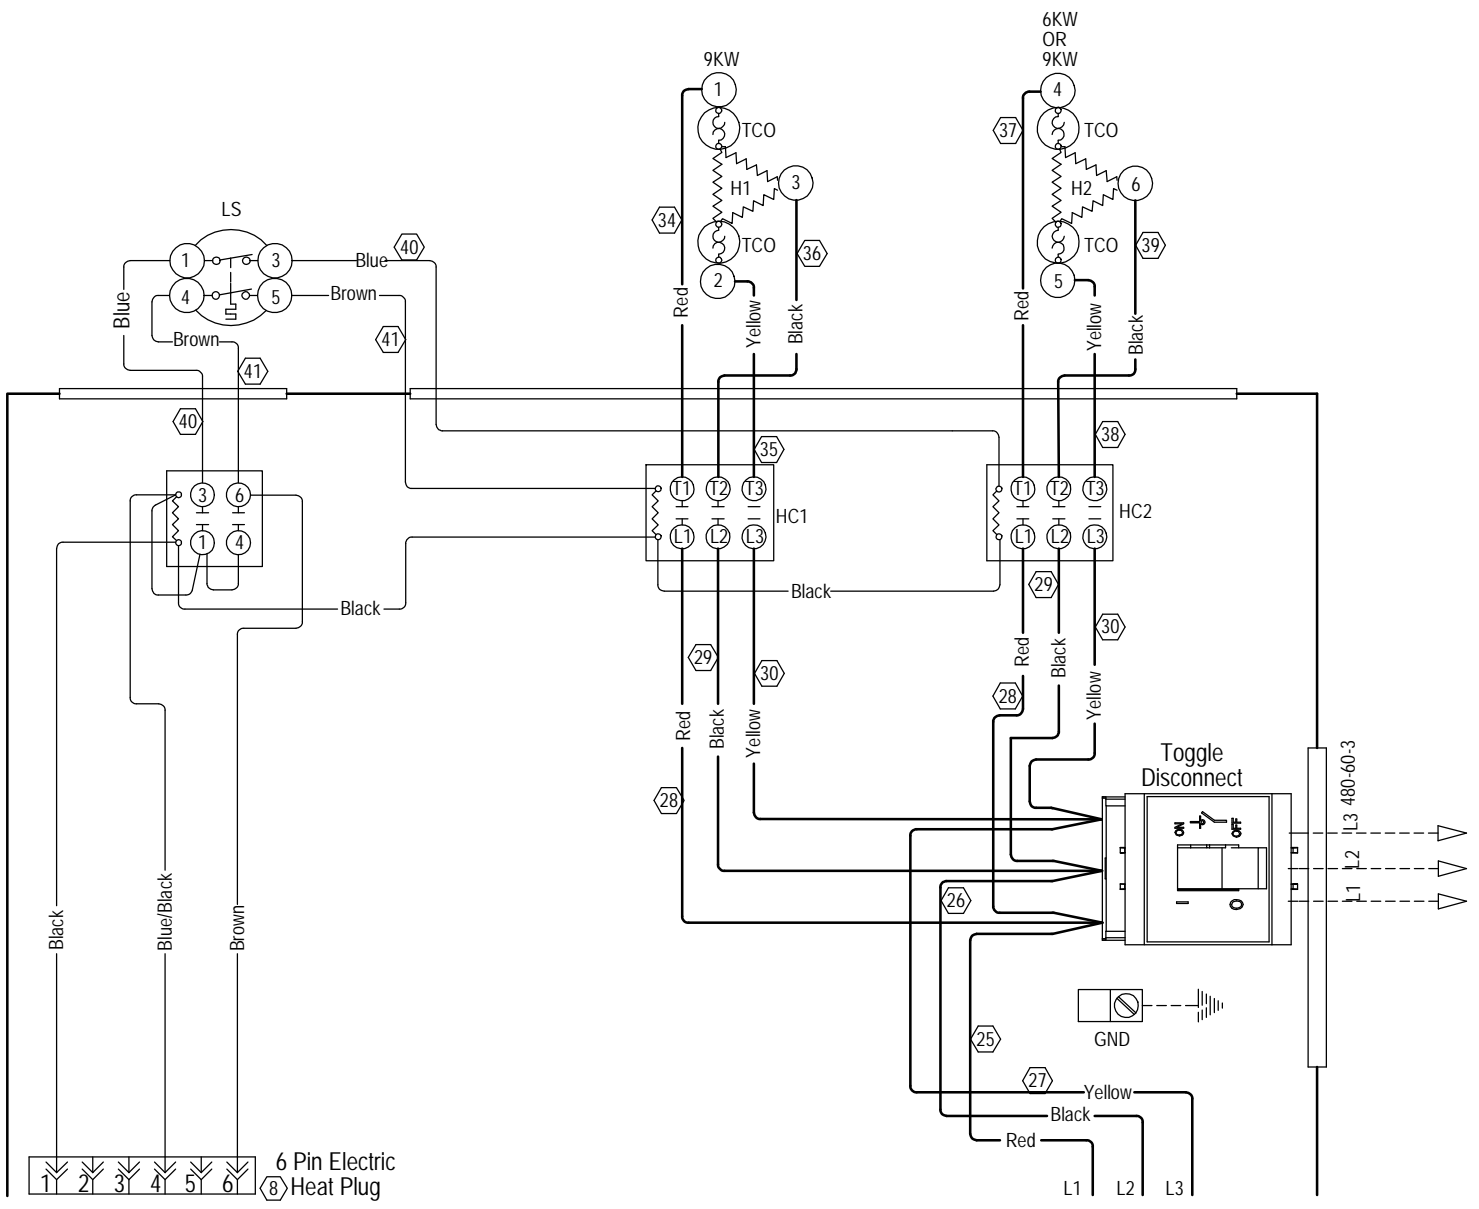 6KW
OR
9KW
9KW
1
4
TCO
37
TCO
H1
3
H2
6
34
LS
TCO
TCO
40
36
39
1
3
Blue
2
5
4
5
Brown
Blue
Red
Yellow
Black
Red
Yellow
Black
Brown
41
41
40
35
38
3
6
T1
T2
T3
HC1
T1
T2
T3
HC2
1
4
L1
L2
L3
L1
L2
L3
29
Black
Black
30
29
30
Red
Black
Yellow
28
Red
Black
Yellow
Toggle
Disconnect
28
L3 480-60-3
ON
OFF
L2
26
L1
I
O
Black
Blue/Black
Brown
GND
25
27
Yellow
Black
Red
1
2
3
4
5
6
6 Pin Electric
8 Heat Plug
L1
L2
L3